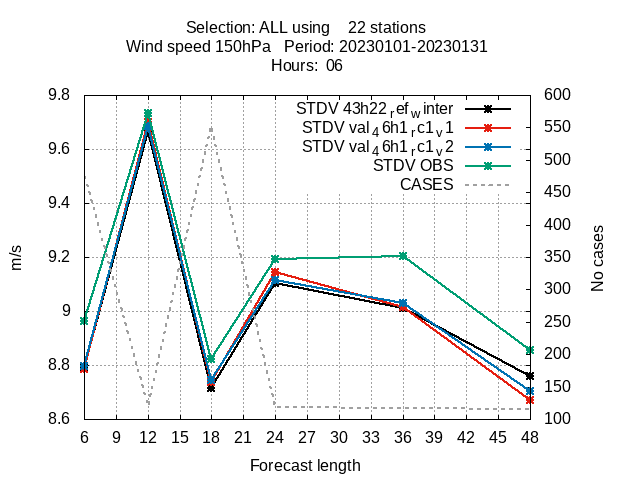 Selection: ALL using    22 stations
Wind speed 150hPa   Period: 20230101-20230131
Hours:  06
9.8
9.6
9.4
9.2
9
8.8
8.6
m/s
600
550
500
450
400
350
300
250
200
150
100
No cases
STDV 43h22refwinter
STDV val46h1rc1v1
STDV val46h1rc1v2
STDV OBS
CASES
6 9 12 15 18 21 24 27 30 33 36 39 42 45 48
Forecast length